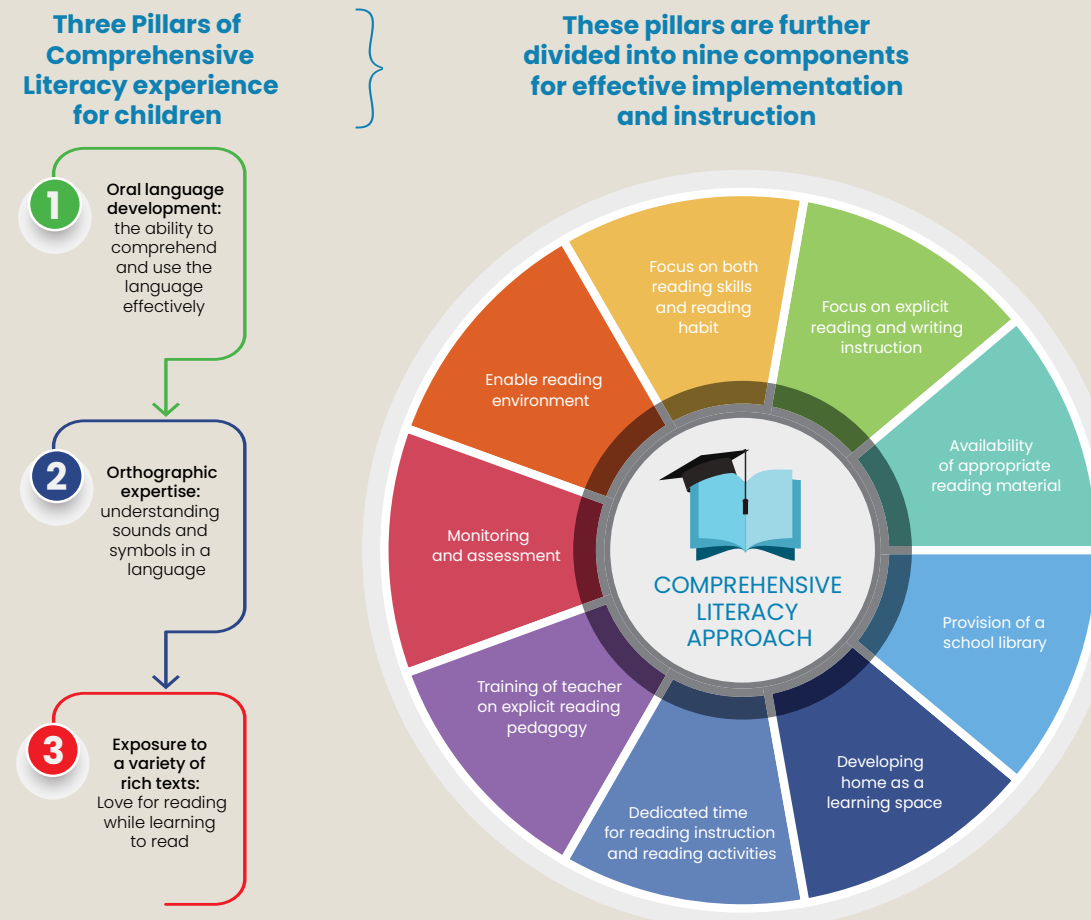 Three Pillars of
Comprehensive
Literacy experience
for children
1
Oral language
development:
the ability to
comprehend
and use the
language
effectively
2
Orthographic
expertise:
understanding
sounds and
symbols in a
language
3
Exposure to
a variety of
rich texts:
Love for reading
while learning
to read
These pillars are further
divided into nine components
for effective implementation
and instruction
Focus on both
reading skills
and reading
habit
Focus on explicit
reading and writing
instruction
Availability
of appropriate
reading material
Provision of a
school library
Developing
home as a
learning space
Dedicated time
for reading instruction
and reading activities
Training of teacher
on explicit reading
pedagogy
Monitoring
and assessment
Enable reading
environment
COMPREHENSIVE
LITERACY
APPROACH